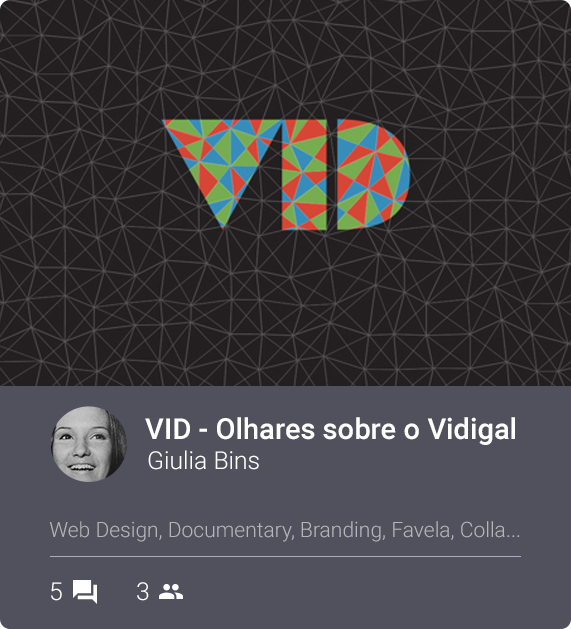 VID
VID - Olhares sobre o Vidigal
Giulia Bins
Web Design, Documentary, Branding, Favela, Colla...
5
3